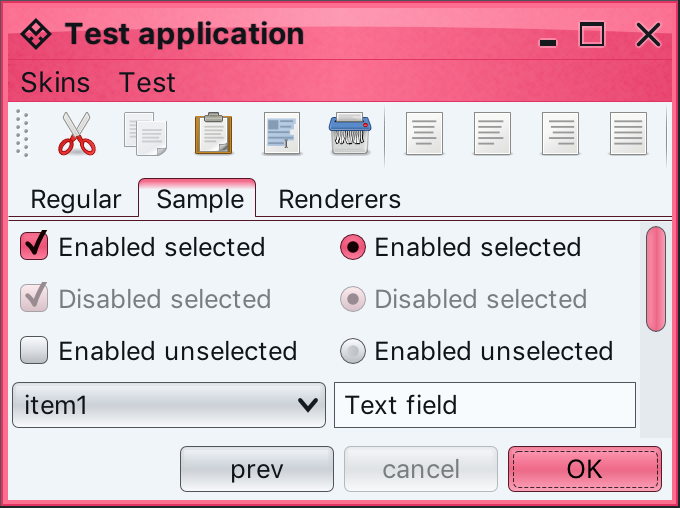 Test application
Skins Test
Regular Sample Renderers
Enabled selected Enabled selected
Disabled selected Disabled selected
Enabled unselected Enabled unselected
item1 Text field
prev cancel OK